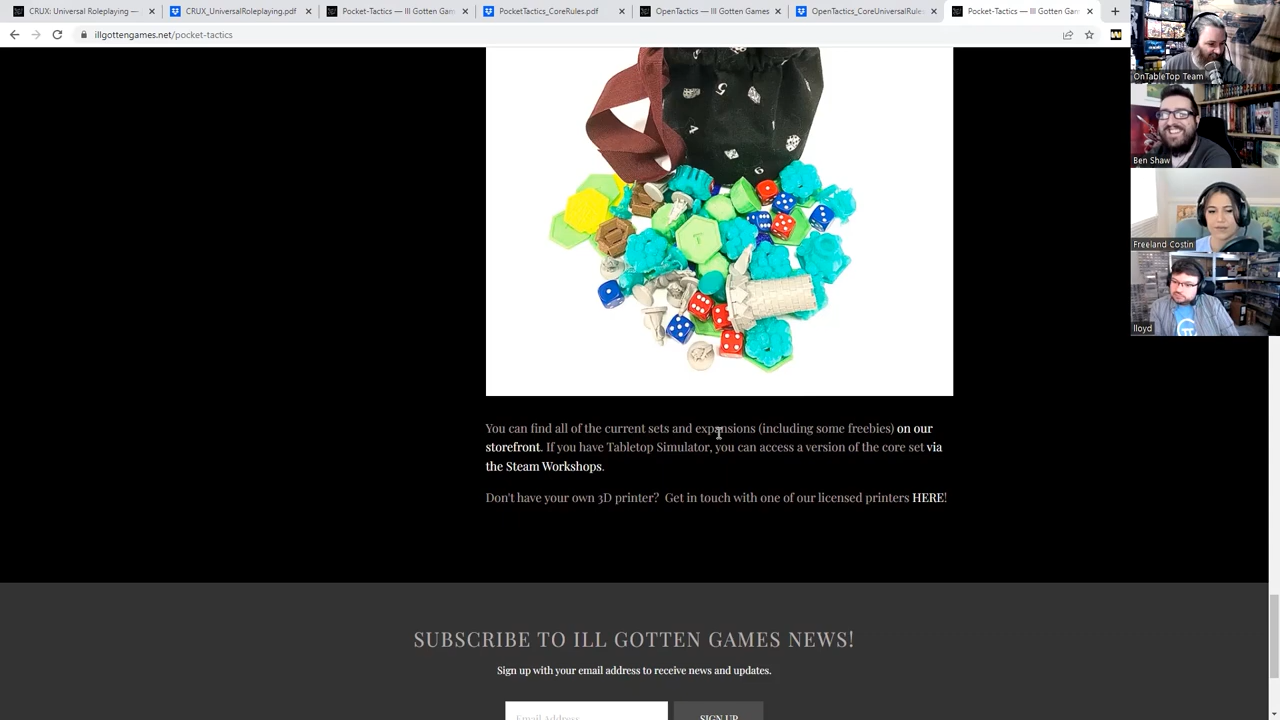 CRUX: Universal Roleplaying —
CRUX_UniversalRoleplaying.pdf
Pocket-Tactics — Ill Gotten Gam
PocketTactics_CoreRules.pdf
OpenTactics — Ill Gotten Games
OpenTactics_CoreUniversalRules
Pocket-Tactics — Ill Gotten Gam
illgottengames.net/pocket-tactics
OnTableTop Team
Ben Shaw
Freeland Costin
lloyd
You can find all of the current sets and expansions (including some freebies) on our
storefront. If you have Tabletop Simulator, you can access a version of the core set via
the Steam Workshops.
Don't have your own 3D printer? Get in touch with one of our licensed printers HERE!
SUBSCRIBE TO ILL GOTTEN GAMES NEWS!
Sign up with your email address to receive news and updates.
Email Address
SIGN UP